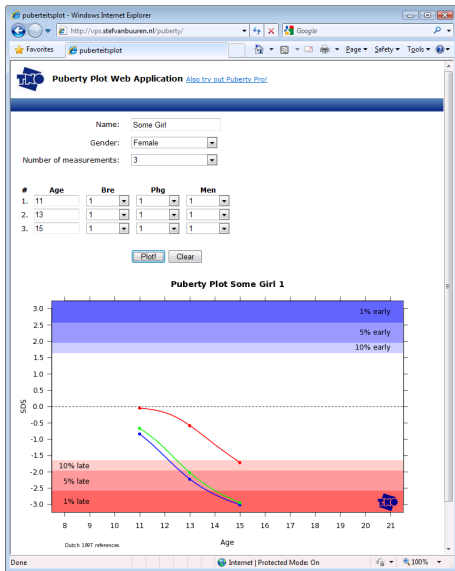 puberteitsplot - Windows Internet Explorer
http://vps.stefvanbuuren.nl/puberty/
Google
Favorites puberteitsplot Page Safety Tools
TNO Puberty Plot Web Application Also try out Puberty Pro!
Name: Some Girl
Gender: Female
Number of measurements: 3
# Age Bre Phg Men
1. 11 1 1 1
2. 13 1 1 1
3. 15 1 1 1
Plot! Clear
Puberty Plot Some Girl 1
3.0
1% early
2.5
5% early
2.0
10% early
1.5
1.0
0.5
SDS
0.0
-0.5
-1.0
-1.5
10% late
-2.0
5% late
-2.5
1% late
-3.0
TNO
8 9 10 11 12 13 14 15 16 17 18 19 20 21
Age
Dutch 1997 references
Done Internet | Protected Mode: On 100%